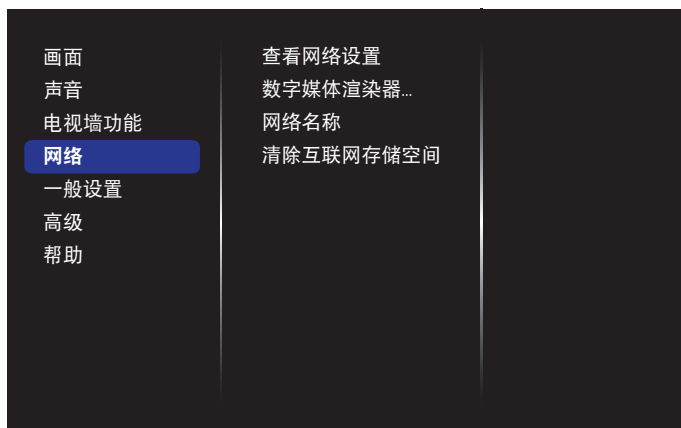 画面
声音
电视墙功能
网络
一般设置
高级
帮助
查看网络设置
数字媒体渲染器...
网络名称
清除互联网存储空间